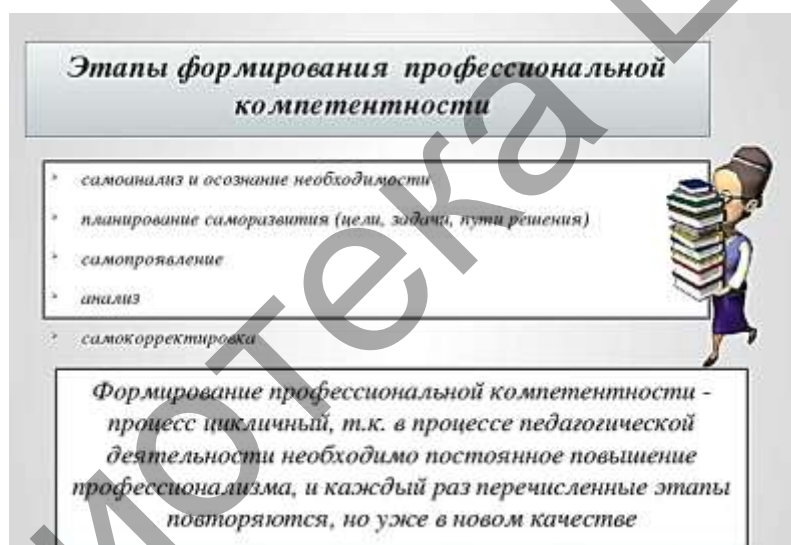 Этапы формирования профессиональной
компетентности
самоанализ и осознание необходимости
планирование саморазвития (цели, задачи, пути решения)
самопроявление
анализ
самокорректировка
Формирование профессиональной компетентности -
процесс цикличный, т.к. в процессе педагогической
деятельности необходимо постоянное повышение
профессионализма, и каждый раз перечисленные этапы
повторяются, но уже в новом качестве